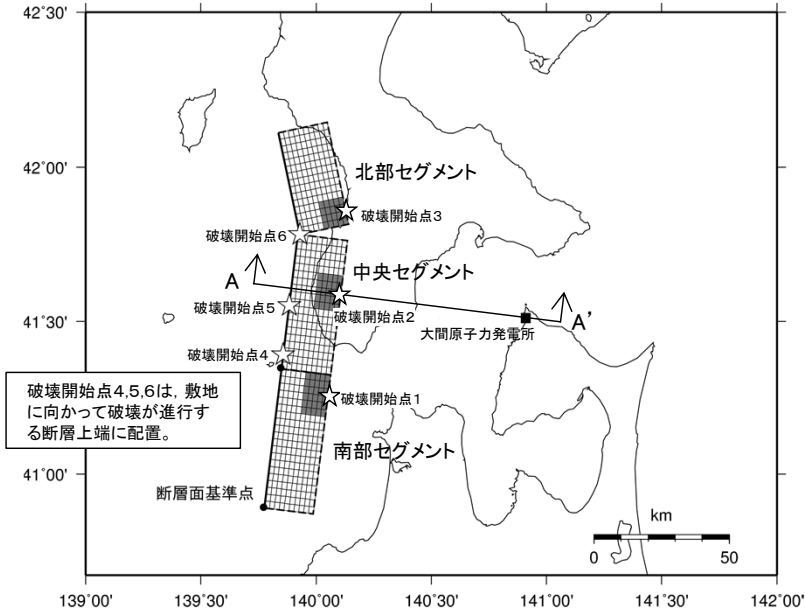 42°30'
42°00'
41°30'
41°00'
139°00'
139°30'
140°00'
140°30'
141°00'
141°30'
142°00'
北部セグメント
破壊開始点3
破壊開始点6
中央セグメント
A
破壊開始点5
破壊開始点2
A’
大間原子力発電所
破壊開始点4
破壊開始点4,5,6は，敷地
に向かって破壊が進行す
る断層上端に配置。
破壊開始点1
南部セグメント
断層面基準点
km
0
50